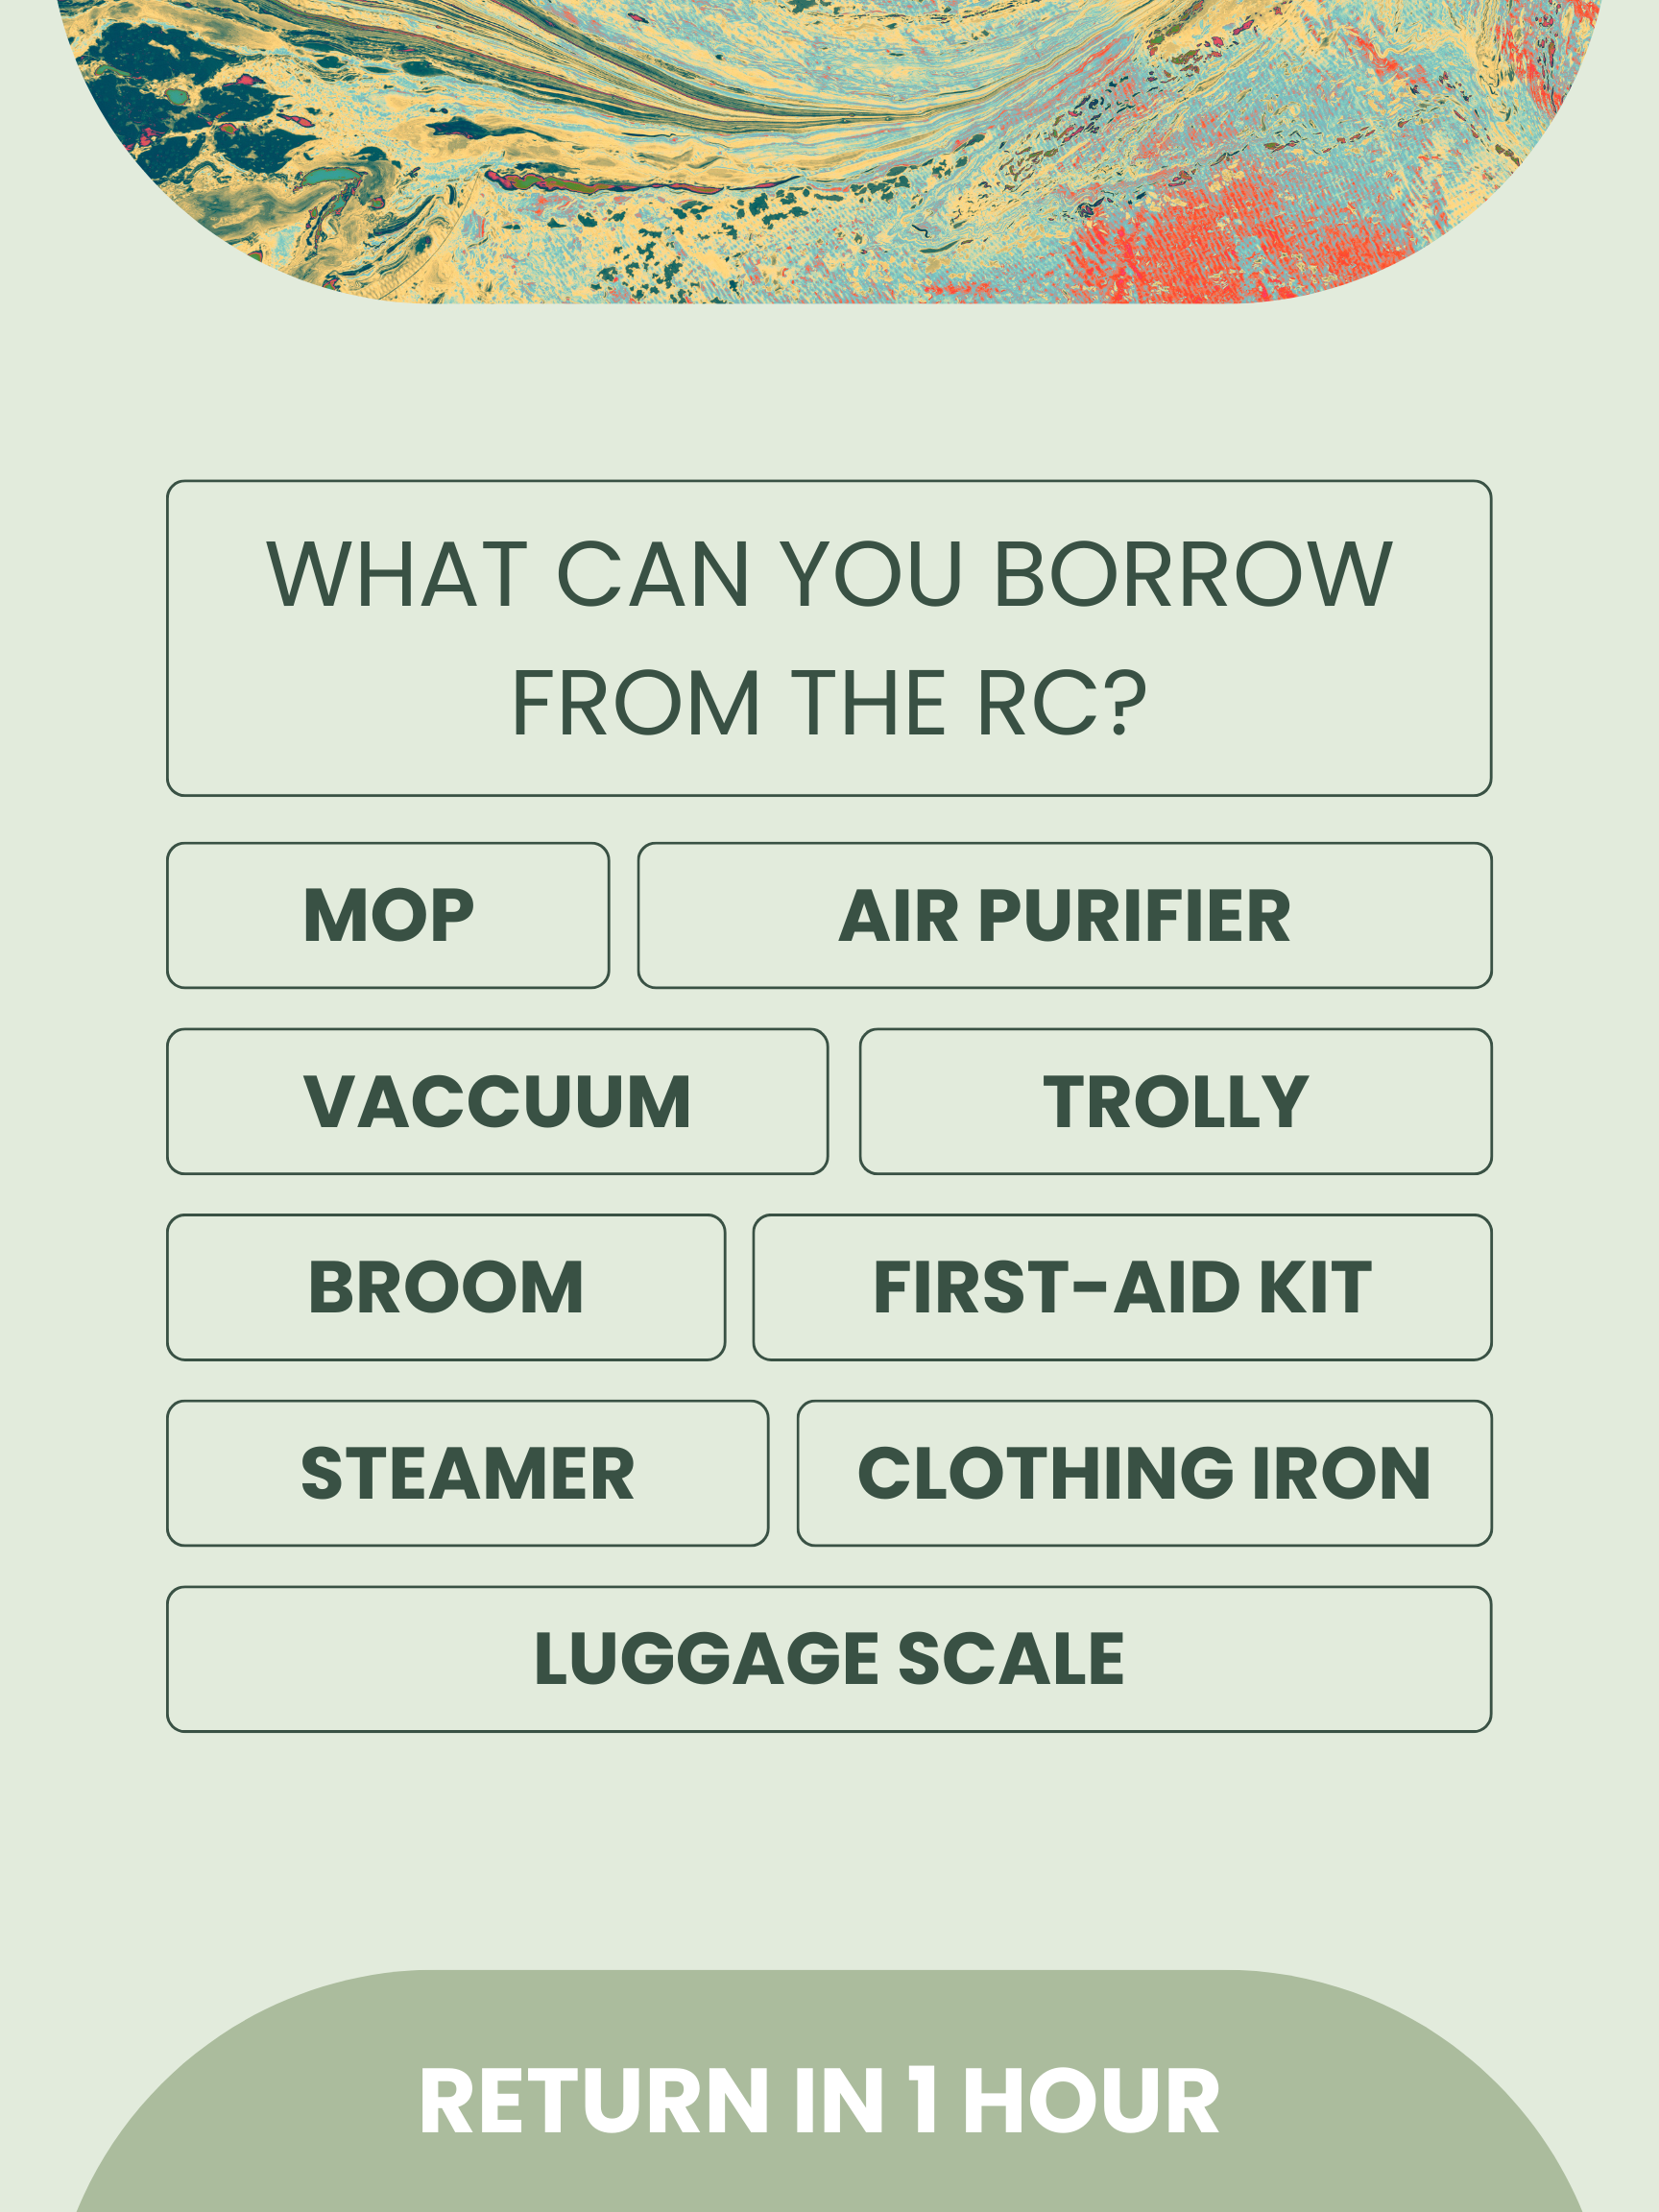 WHAT CAN YOU BORROW
FROM THE RC?
MOP
AIR PURIFIER
VACCUUM
TROLLY
BROOM
FIRST-AID KIT
STEAMER
CLOTHING IRON
LUGGAGE SCALE
RETURN IN 1 HOUR